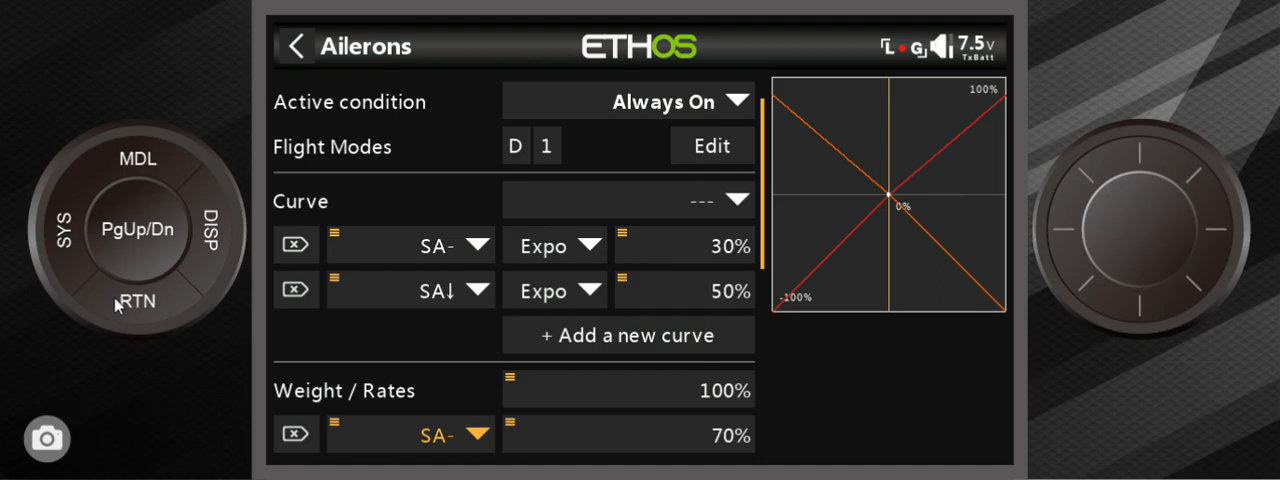 Ailerons
ETHOS
L G 7.5V
TxBatt
Active condition Always On
Flight Modes D 1 Edit
Curve ---
SA- Expo 30%
SA↓ Expo 50%
+ Add a new curve
Weight / Rates 100%
SA- 70%
100%
0%
-100%
MDL
SYS
PgUp/Dn
DISP
RTN